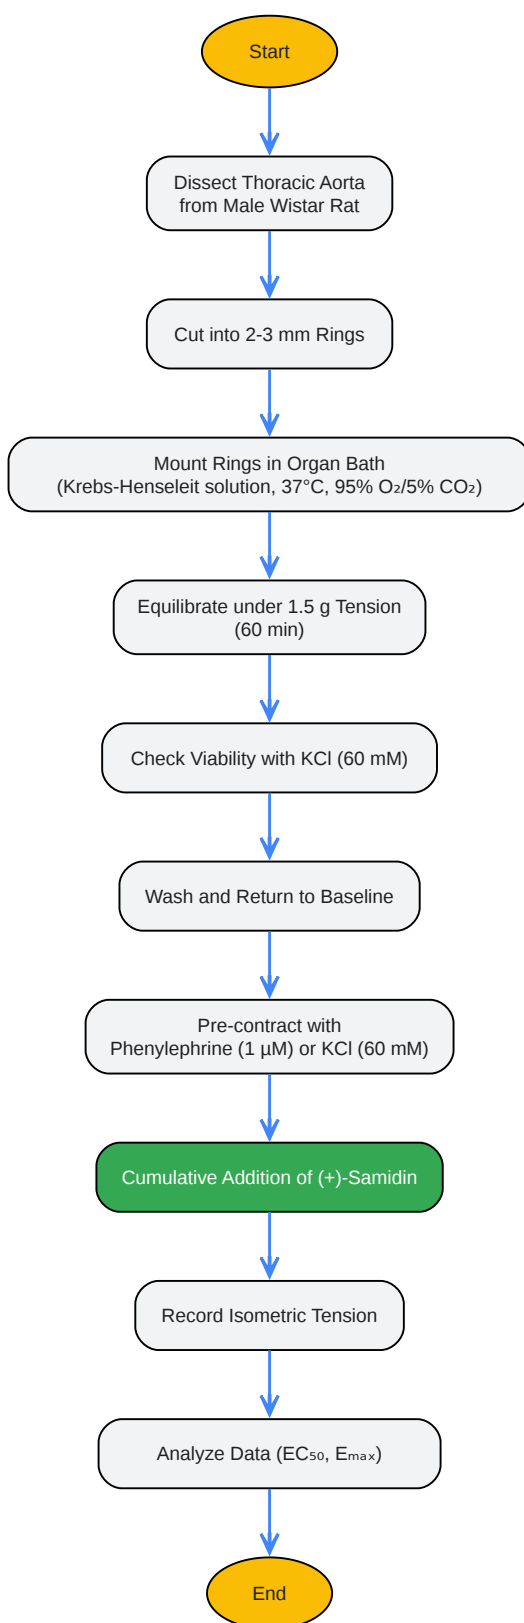 Start
Dissect Thoracic Aorta
from Male Wistar Rat
Cut into 2-3 mm Rings
Mount Rings in Organ Bath
(Krebs-Henseleit solution, 37°C, 95% O₂/5% CO₂)
Equilibrate under 1.5 g Tension
(60 min)
Check Viability with KCl (60 mM)
Wash and Return to Baseline
Pre-contract with
Phenylephrine (1 µM) or KCl (60 mM)
Cumulative Addition of (+)-Samidin
Record Isometric Tension
Analyze Data (EC₅₀, Eₘₐₓ)
End